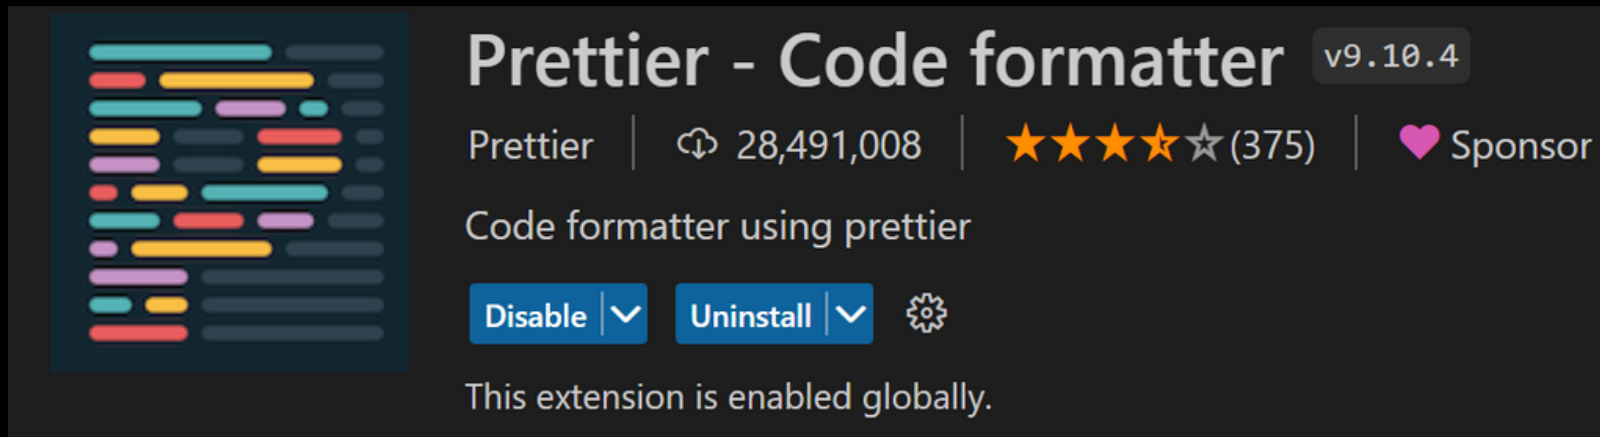 Prettier - Code formatter v9.10.4
Prettier 28,491,008 (375) Sponsor
Code formatter using prettier
Disable Uninstall
This extension is enabled globally.